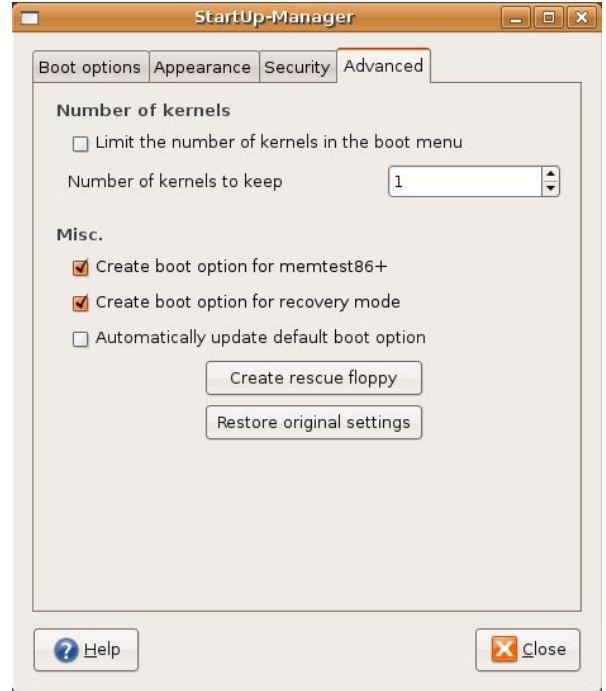 StartUp-Manager
Boot options Appearance Security Advanced
Number of kernels
Limit the number of kernels in the boot menu
Number of kernels to keep 1
Misc.
Create boot option for memtest86+
Create boot option for recovery mode
Automatically update default boot option
Create rescue floppy
Restore original settings
Help Close